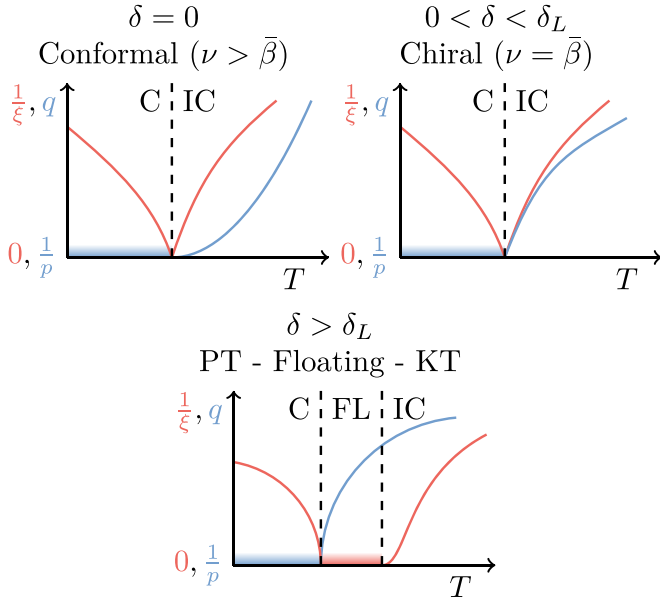 δ = 0
Conformal (ν > β̄)
1/ξ, q
C
IC
0, 1/p
T
0 < δ < δ_L
Chiral (ν = β̄)
1/ξ, q
C
IC
0, 1/p
T
δ > δ_L
PT - Floating - KT
1/ξ, q
C
FL
IC
0, 1/p
T